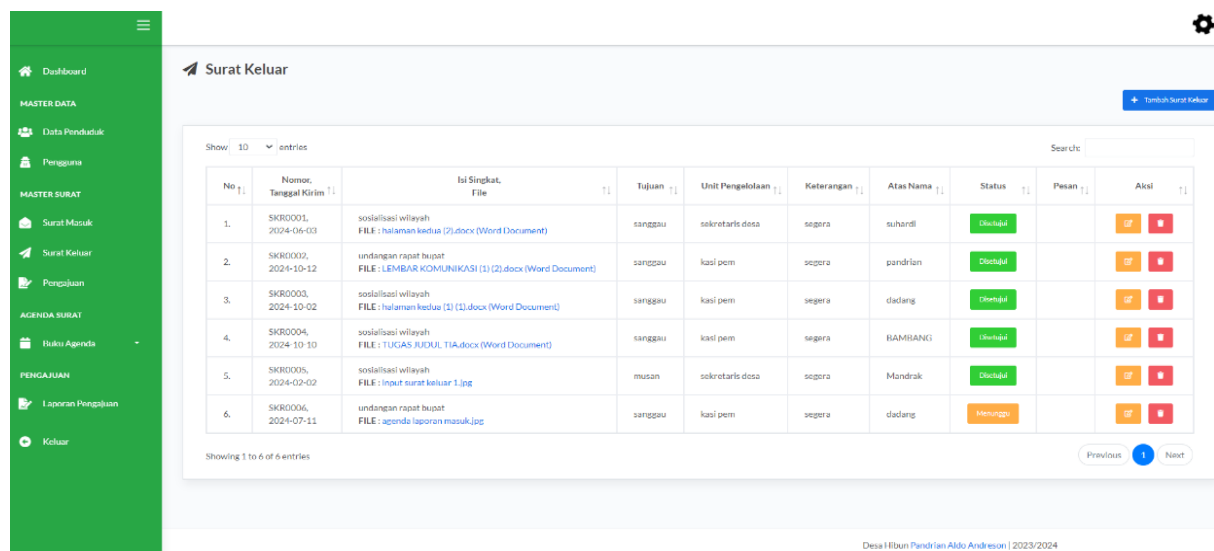 Dashboard
MASTER DATA
Data Penduduk
Pengguna
MASTER SURAT
Surat Masuk
Surat Keluar
Pengajuan
AGENDA SURAT
Buku Agenda
PENGAJUAN
Laporan Pengajuan
Keluar
Surat Keluar
+ Tambah Surat Keluar
Show 10 entries Search:
No Nomor, Tanggal Kirim Isi Singkat, File Tujuan Unit Pengelolaan Keterangan Atas Nama Status Pesan Aksi
1. SKR0001, sosialisasi wilayah sanggau sekretaris desa segera suhardi Disetujui
2024-06-03 FILE : halaman kedua (2).docx (Word Document)
2. SKR0002, undangan rapat bupat sanggau kasi pem segera pandrian Disetujui
2024-10-12 FILE : LEMBAR KOMUNIKASI (1) (2).docx (Word Document)
3. SKR0003, sosialisasi wilayah sanggau kasi pem segera dadang Disetujui
2024-10-02 FILE : halaman kedua (1) (1).docx (Word Document)
4. SKR0004, sosialisasi wilayah sanggau kasi pem segera BAMBANG Disetujui
2024-10-10 FILE : TUGAS JUDUL TIA.docx (Word Document)
5. SKR0005, sosialisasi wilayah musan sekretaris desa segera Mandrak Disetujui
2024-02-02 FILE : input surat keluar 1.jpg
6. SKR0006, undangan rapat bupat sanggau kasi pem segera dadang Menunggu
2024-07-11 FILE : agenda laporan masuk.jpg
Showing 1 to 6 of 6 entries
Previous 1 Next
Desa Hibun Pandrian Aldo Andreson | 2023/2024